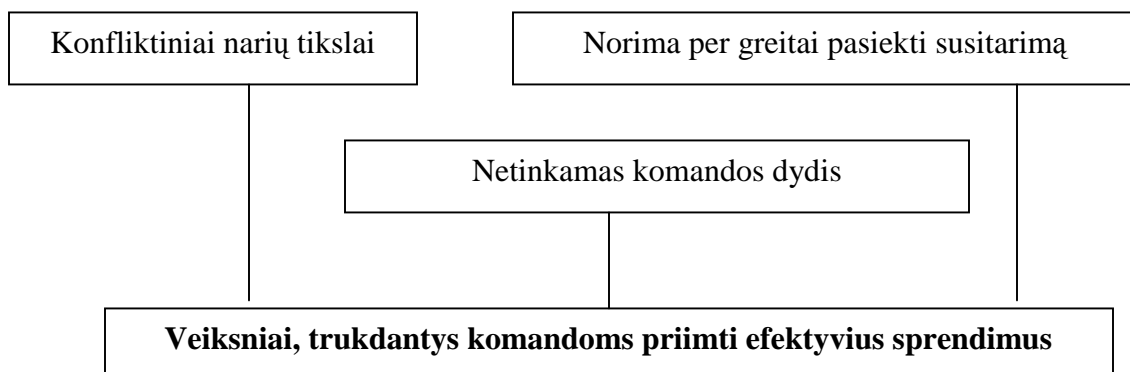 Konfliktiniai narių tikslai
Norima per greitai pasiekti susitarimą
Netinkamas komandos dydis
Veiksniai, trukdantys komandoms priimti efektyvius sprendimus